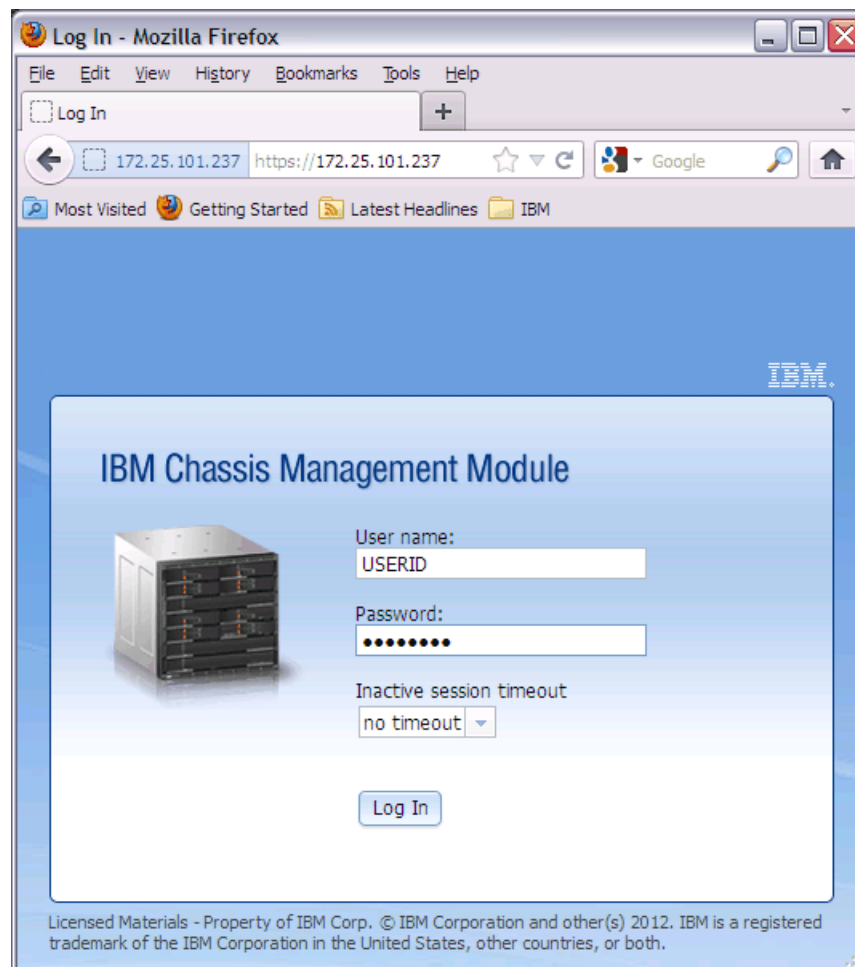 Log In - Mozilla Firefox
File Edit View History Bookmarks Tools Help
Log In
172.25.101.237 https://172.25.101.237 Google
Most Visited Getting Started Latest Headlines IBM
IBM.
IBM Chassis Management Module
User name:
USERID
Password:
••••••••
Inactive session timeout
no timeout
Log In
Licensed Materials - Property of IBM Corp. © IBM Corporation and other(s) 2012. IBM is a registered
trademark of the IBM Corporation in the United States, other countries, or both.